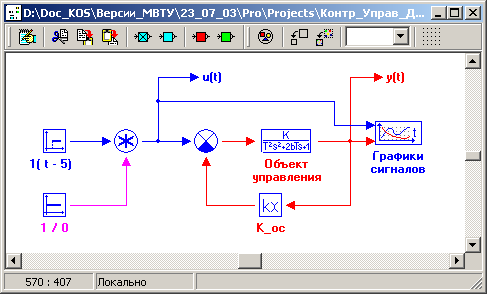 D:\Doc_KOS\Версии_МВТУ\23_07_03\Pro\Projects\Контр_Управ_Д...
u(t)
y(t)
1( t - 5)
K
T²s²+2bTs+1
t
Объект
управления
Графики
сигналов
1 / 0
kx
K_ос
570 : 407
Локально